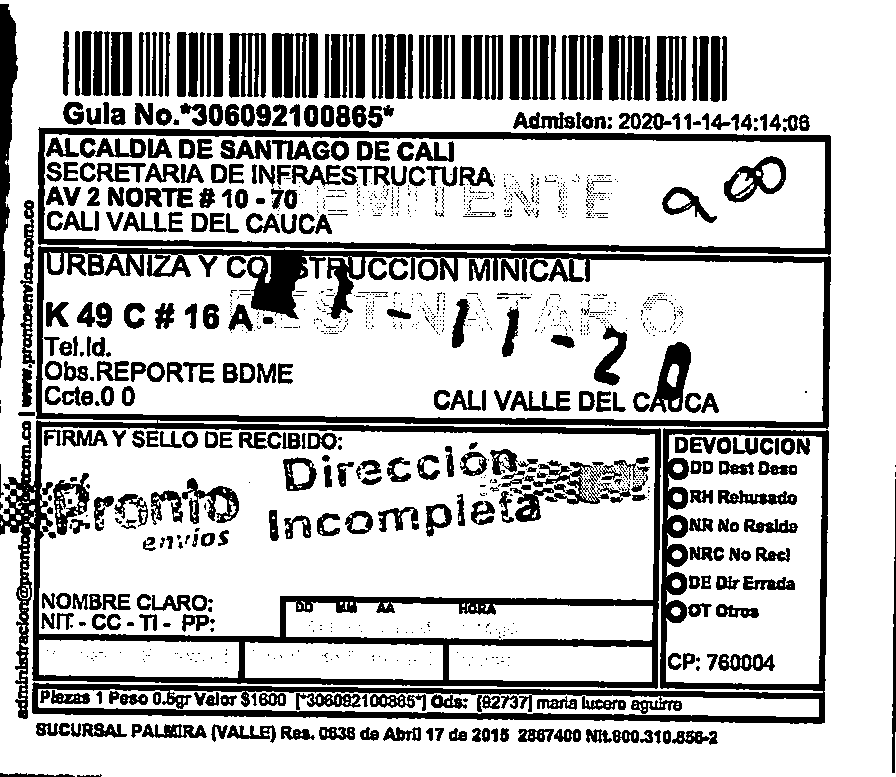 Guia No.*306092100865*
Admision: 2020-11-14-14:14:06
ALCALDIA DE SANTIAGO DE CALI
SECRETARIA DE INFRAESTRUCTURA
AV 2 NORTE # 10 - 70
CALI VALLE DEL CAUCA
REMITENTE
900
URBANIZA Y CONSTRUCCION MINICALI
K 49 C # 16 A -
DESTINATARIO
- 11 - 20
Tel.Id.
Obs.REPORTE BDME
Ccte.0 0
CALI VALLE DEL CAUCA
www.prontoenvios.com.co
FIRMA Y SELLO DE RECIBIDO:
Pronto
envios
Dirección
Incompleta
NOMBRE CLARO:
NIT - CC - TI - PP:
DD MM AA HORA
DEVOLUCION
DD Dest Desc
RH Rehusado
NR No Reside
NRC No Recl
DE Dir Errada
OT Otros
CP: 760004
Piezas 1 Peso 0.5gr Valor $1600 [*306092100865*] Ods: [92737] maria lucero aguirre
SUCURSAL PALMIRA (VALLE) Res. 0638 de Abril 17 de 2015 2867400 Nit.800.310.856-2